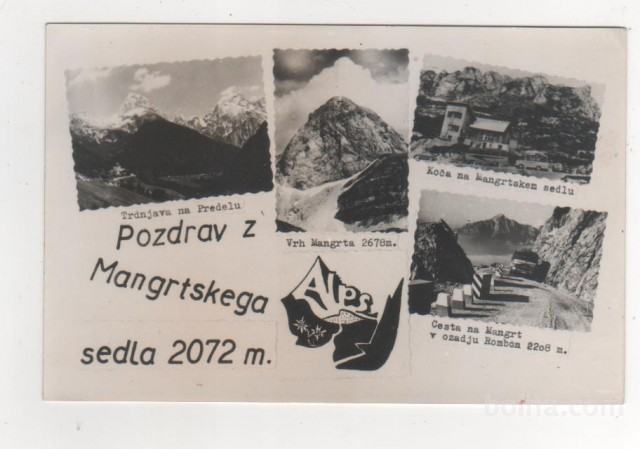 Trdnjava na Predelu
Vrh Mangrta 2678m.
Koča na Mangrtskem sedlu
Cesta na Mangrt
v ozadju Rombon 2208 m.
Pozdrav z
Mangrtskega
sedla 2072 m.
Alps
bolha.com